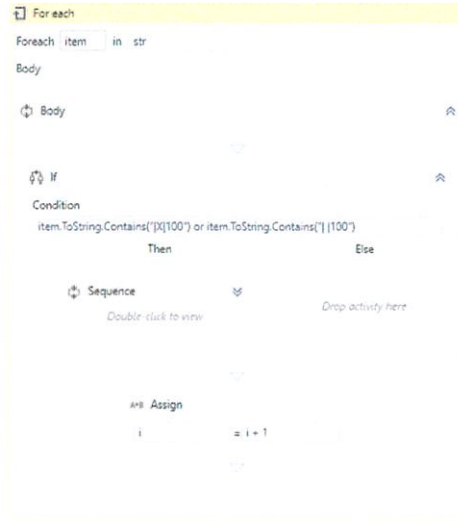 For each
Foreach item in str
Body
Body
If
Condition
item.ToString.Contains("|X|100") or item.ToString.Contains("| |100")
Then Else
Sequence
Double-click to view
Drop activity here
A+B Assign
i = i + 1